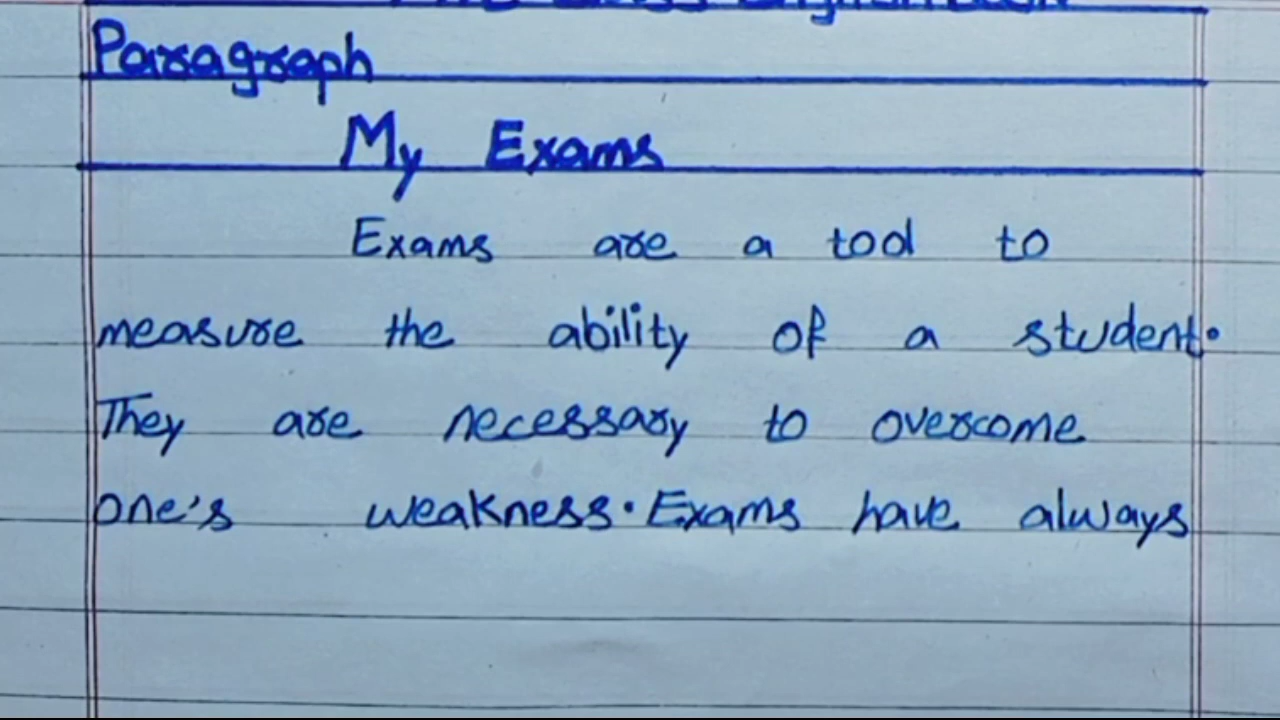 Paragraph
My Exams
Exams are a tool to
measure the ability of a student.
They are necessary to overcome
one's weakness. Exams have always